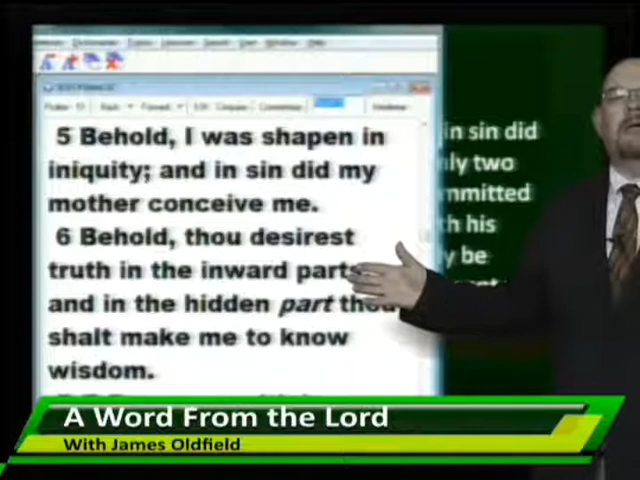 5 Behold, I was shapen in
iniquity; and in sin did my
mother conceive me.
6 Behold, thou desirest
truth in the inward parts
and in the hidden part thou
shalt make me to know
wisdom.
in sin did
two
his
be
A Word From the Lord
With James Oldfield